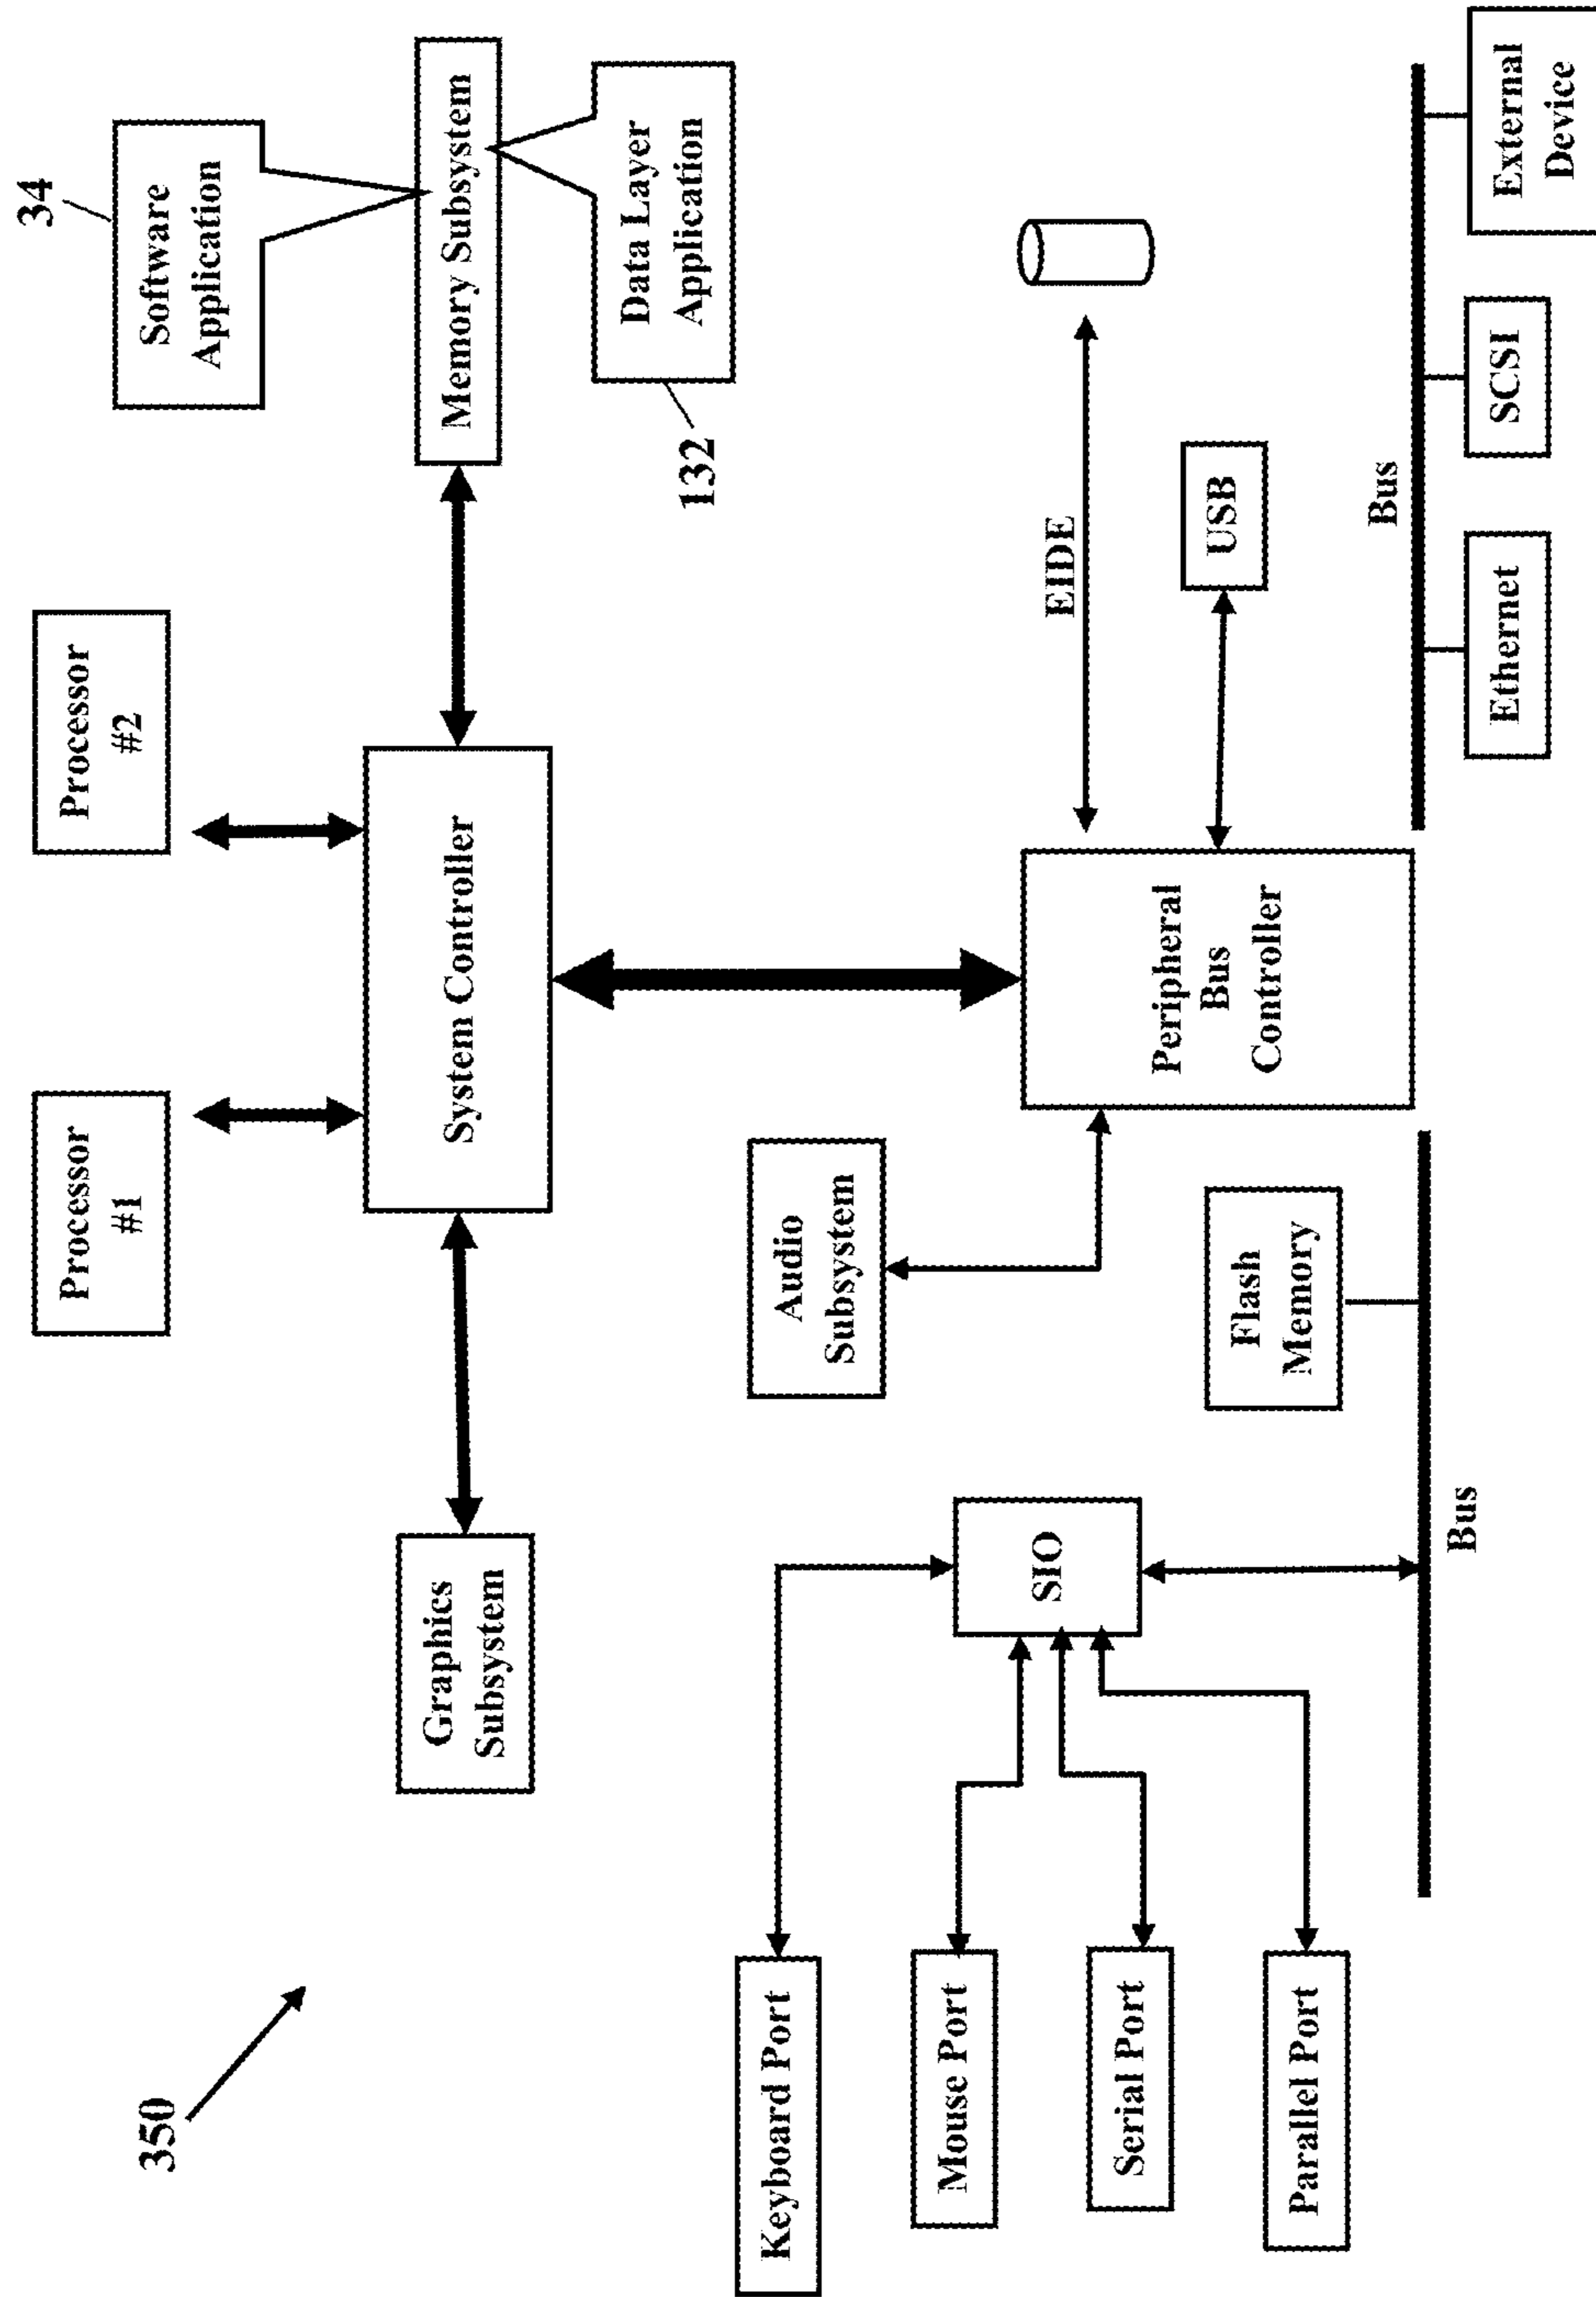 350
34
Processor
#1
Processor
#2
Software
Application
Graphics
Subsystem
System Controller
Memory Subsystem
Data Layer
Application
132
Keyboard Port
Mouse Port
Serial Port
Parallel Port
SIO
Audio
Subsystem
Flash
Memory
Bus
Peripheral
Bus
Controller
EIDE
USB
Bus
Ethernet
SCSI
External
Device